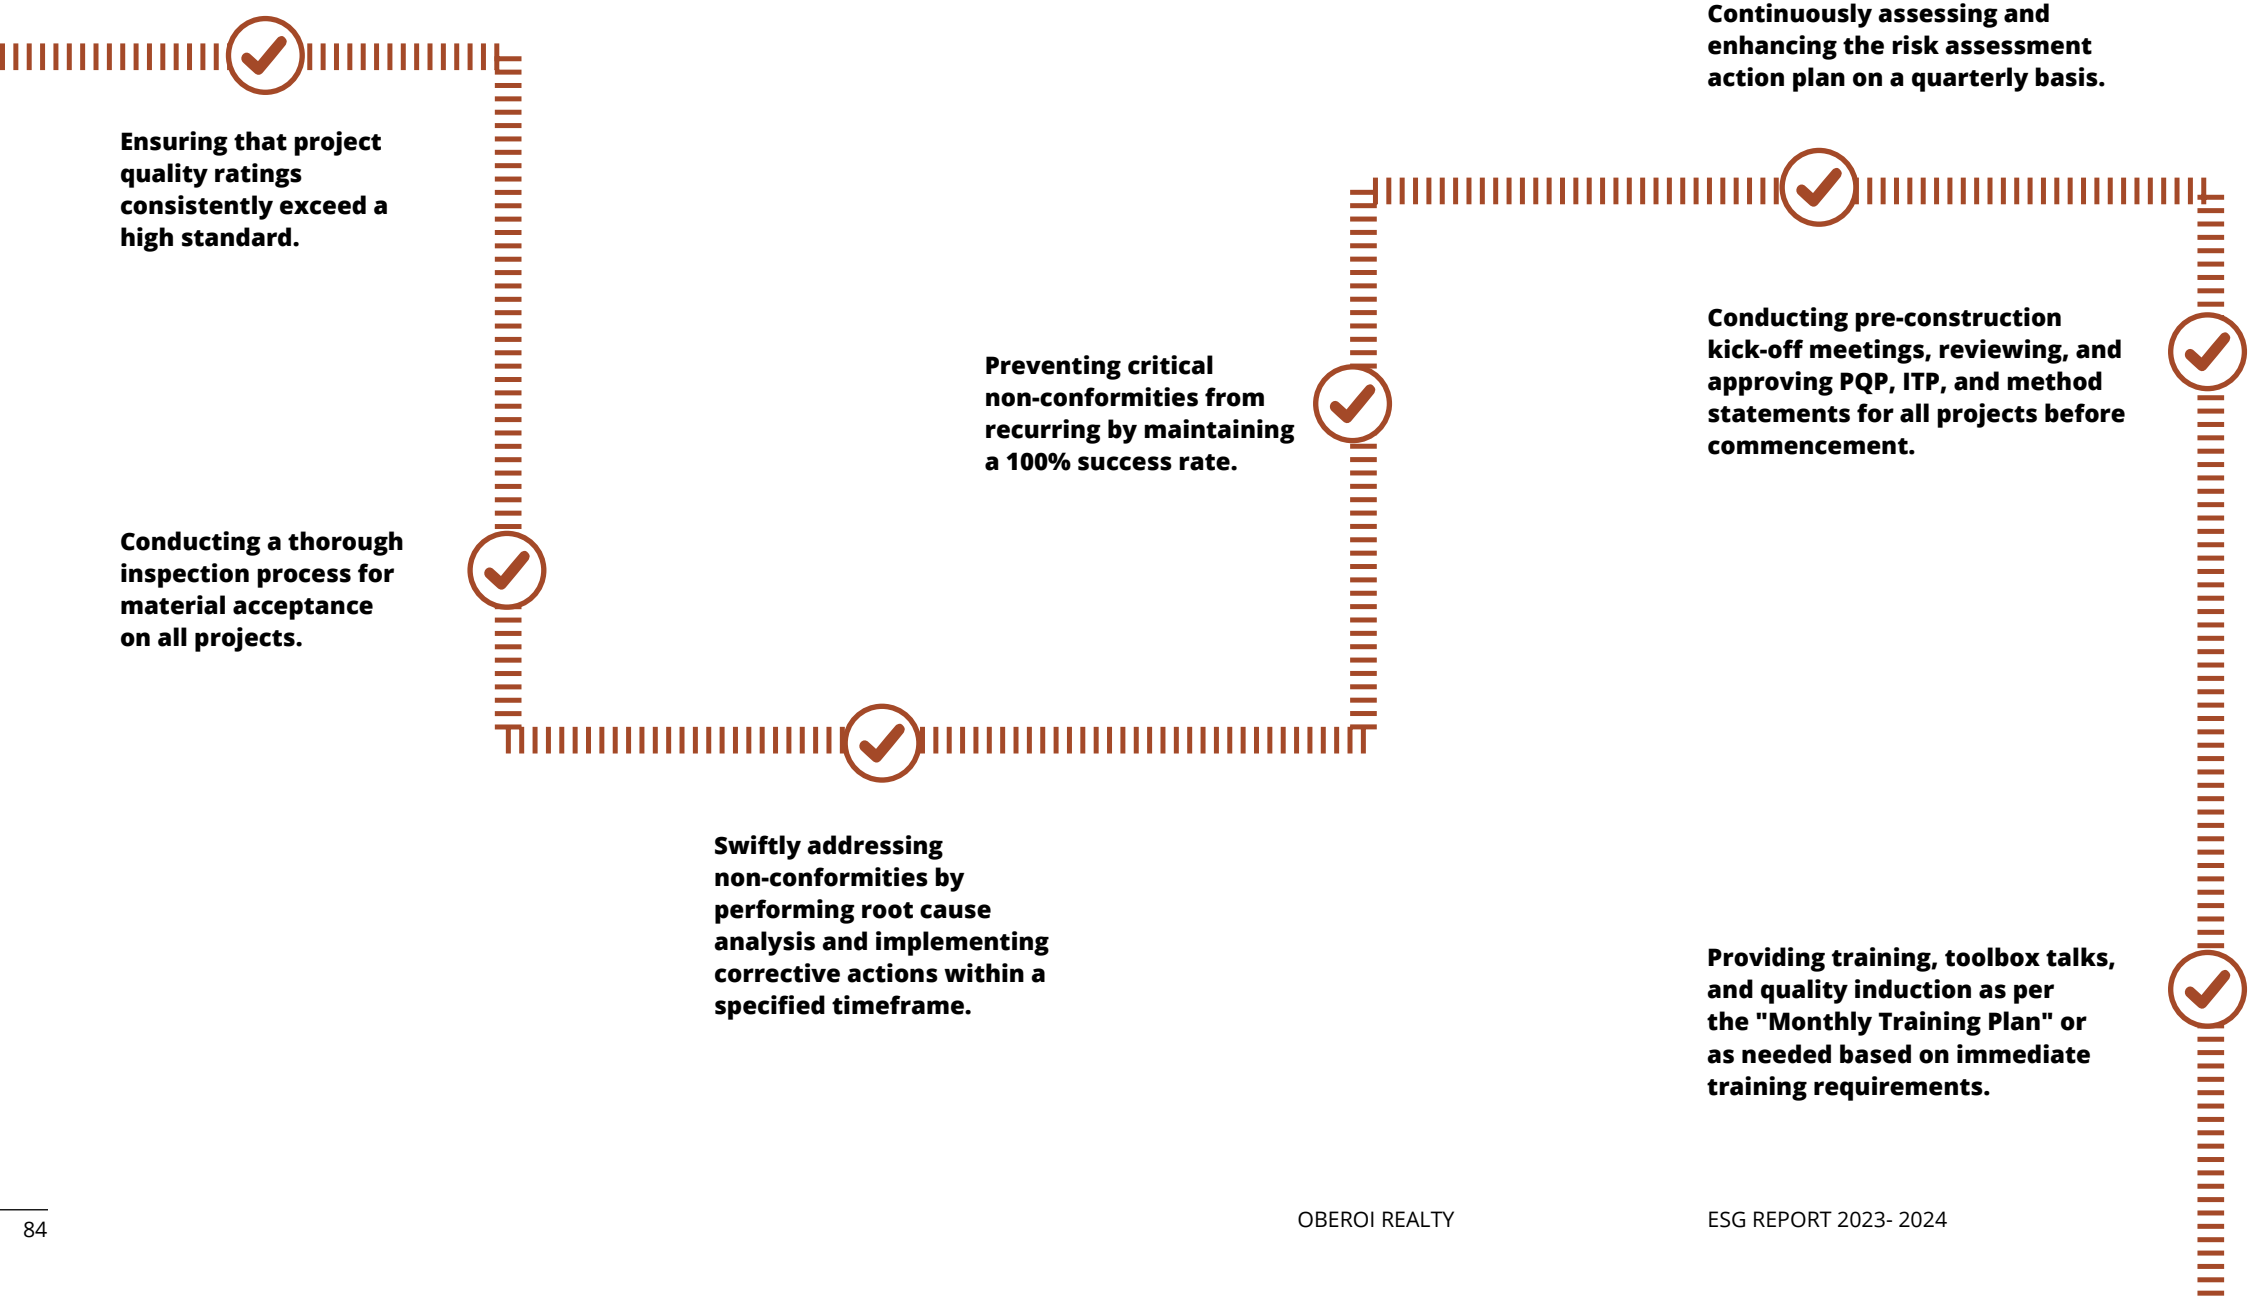 Ensuring that project
quality ratings
consistently exceed a
high standard.
Conducting a thorough
inspection process for
material acceptance
on all projects.
Swiftly addressing
non-conformities by
performing root cause
analysis and implementing
corrective actions within a
specified timeframe.
Preventing critical
non-conformities from
recurring by maintaining
a 100% success rate.
Continuously assessing and
enhancing the risk assessment
action plan on a quarterly basis.
Conducting pre-construction
kick-off meetings, reviewing, and
approving PQP, ITP, and method
statements for all projects before
commencement.
Providing training, toolbox talks,
and quality induction as per
the "Monthly Training Plan" or
as needed based on immediate
training requirements.
84
OBEROI REALTY
ESG REPORT 2023- 2024